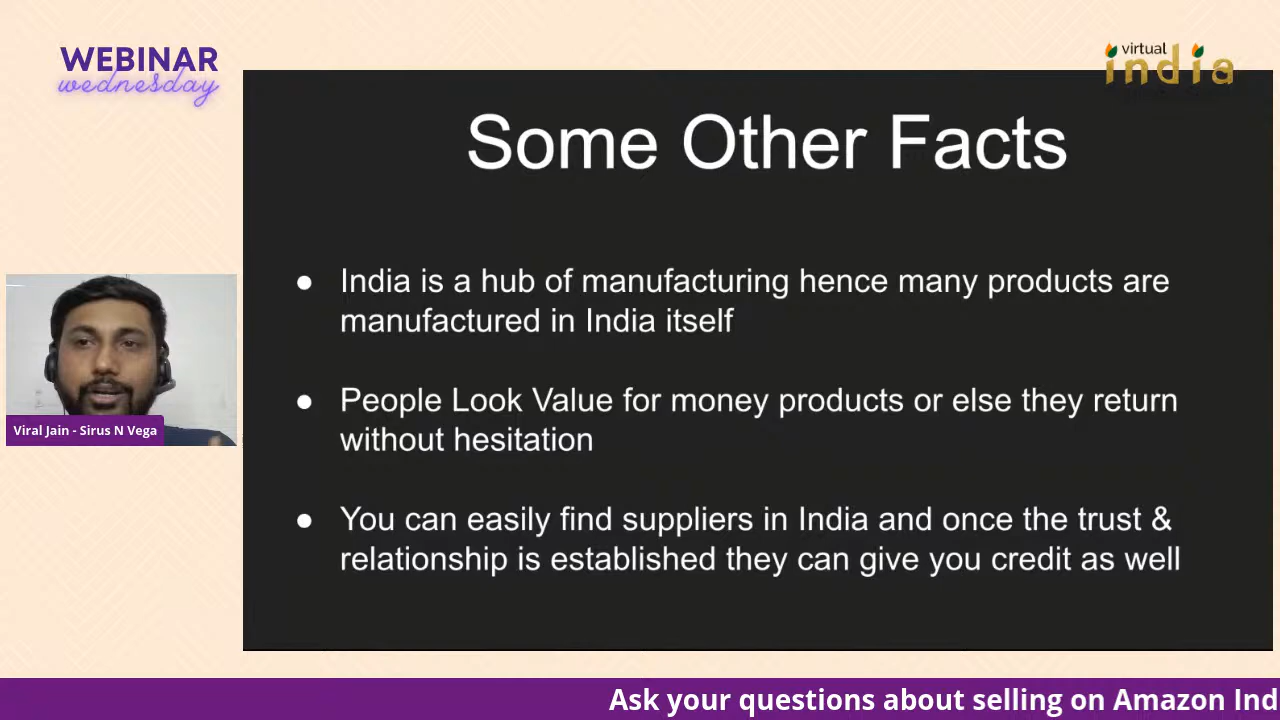 WEBINAR
wednesday
virtual
india
Some Other Facts
● India is a hub of manufacturing hence many products are
manufactured in India itself
● People Look Value for money products or else they return
without hesitation
● You can easily find suppliers in India and once the trust &
relationship is established they can give you credit as well
Viral Jain - Sirus N Vega
Ask your questions about selling on Amazon Ind